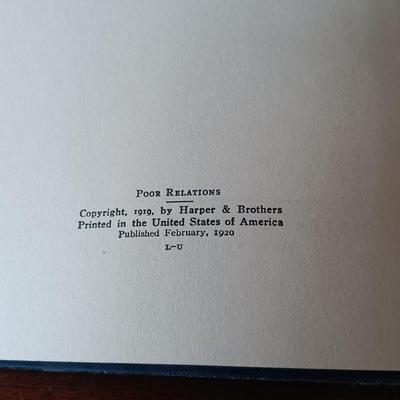 POOR RELATIONS
Copyright, 1919, by Harper & Brothers
Printed in the United States of America
Published February, 1920
L-U